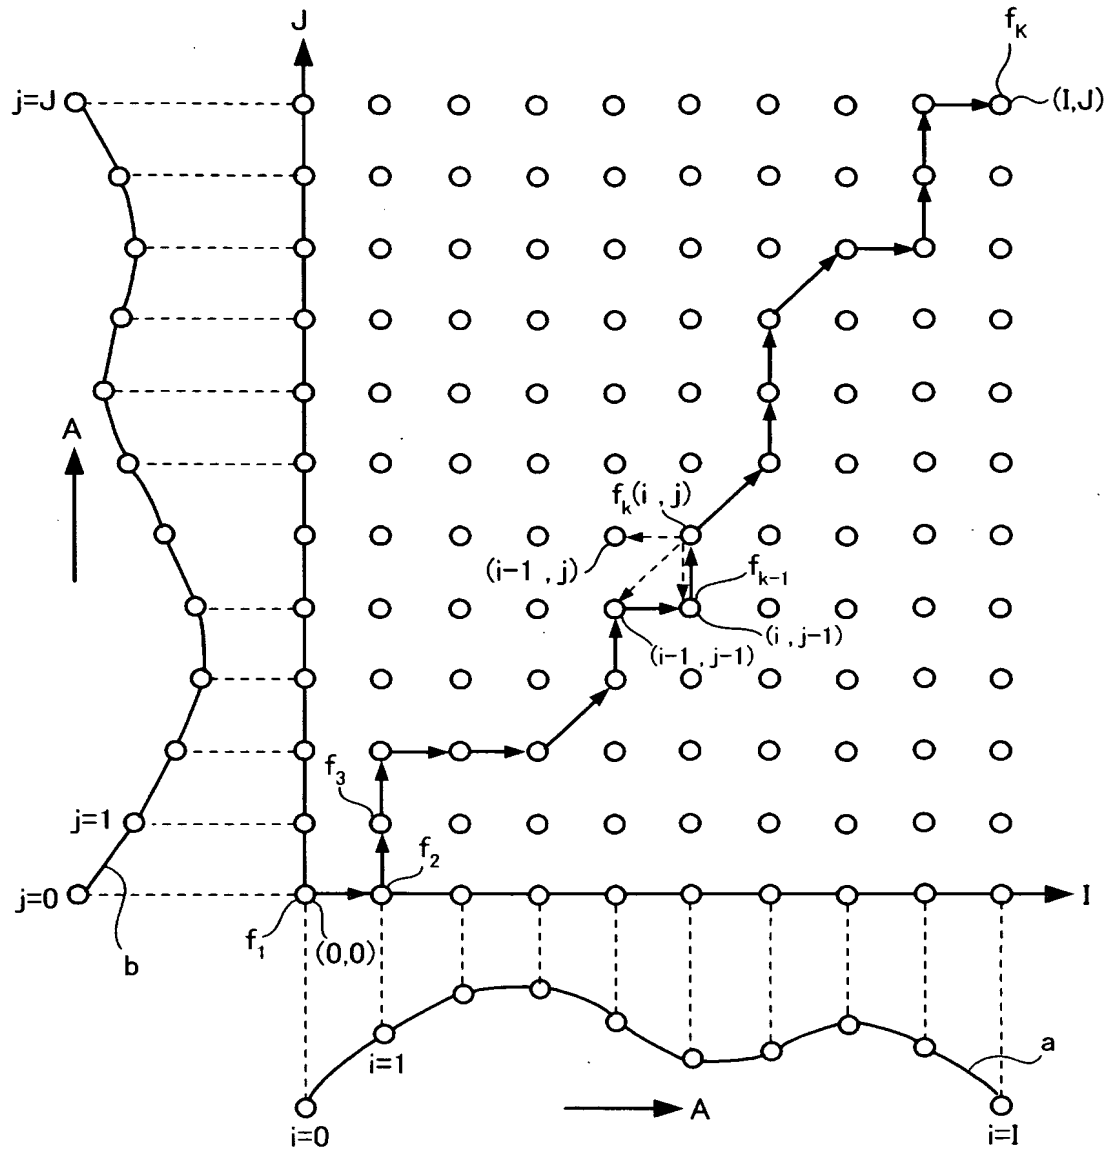 J
f_K
j=J
(I,J)
A
f_k(i , j)
(i-1 , j)
f_k-1
(i , j-1)
(i-1 , j-1)
f_3
j=1
f_2
j=0
I
f_1
(0,0)
b
i=1
a
A
i=0
i=I